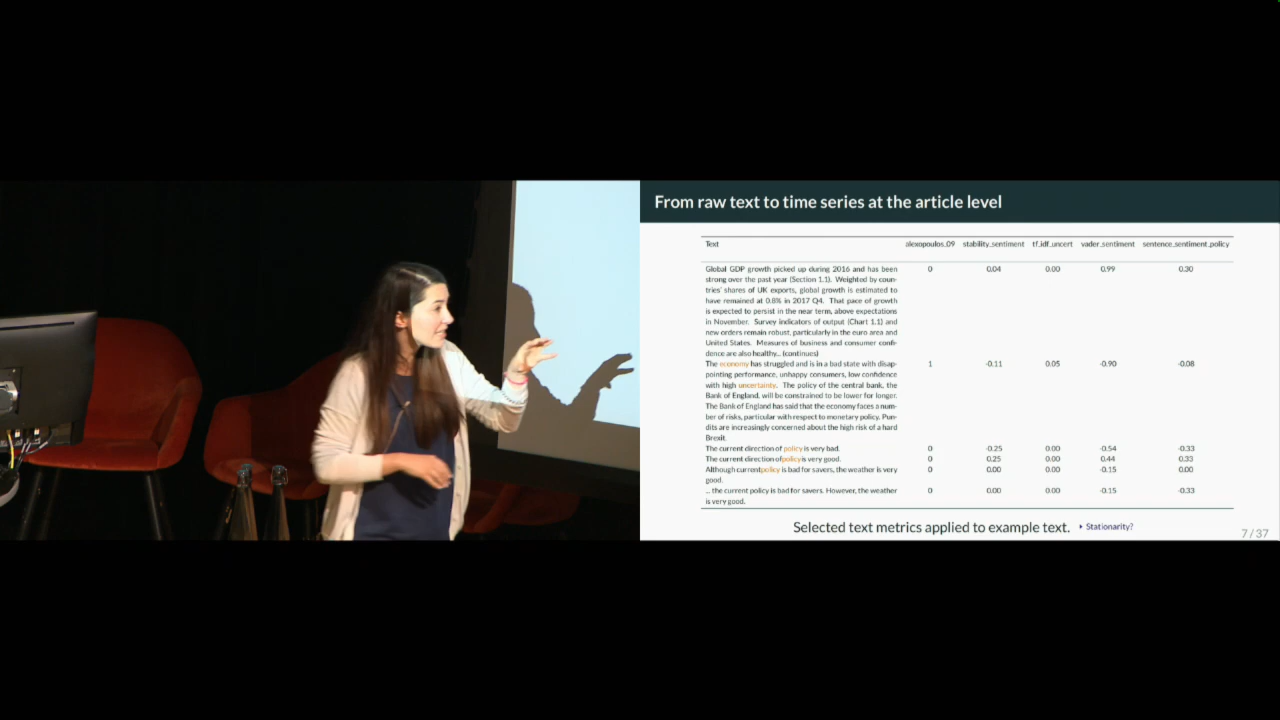 From raw text to time series at the article level
Text alexopoulos_09 stability_sentiment tf_idf_uncert vader_sentiment sentence_sentiment_policy
Global GDP growth picked up during 2016 and has been 0 0.04 0.00 0.99 0.30
strong over the past year (Section 1.1). Weighted by coun-
tries' shares of UK exports, global growth is estimated to
have remained at 0.8% in 2017 Q4. That pace of growth
is expected to persist in the near term, above expectations
in November. Survey indicators of output (Chart 1.1) and
new orders remain robust, particularly in the euro area and
United States. Measures of business and consumer confi-
dence are also healthy... (continues)
The economy has struggled and is in a bad state with disap- 1 -0.11 0.05 -0.90 -0.08
pointing performance, unhappy consumers, low confidence
with high uncertainty. The policy of the central bank, the
Bank of England, will be constrained to be lower for longer.
The Bank of England has said that the economy faces a num-
ber of risks, particular with respect to monetary policy. Pun-
dits are increasingly concerned about the high risk of a hard
Brexit.
The current direction of policy is very bad. 0 -0.25 0.00 -0.54 -0.33
The current direction of policy is very good. 0 0.25 0.00 0.44 0.33
Although current policy is bad for savers, the weather is very 0 0.00 0.00 -0.15 0.00
good.
... the current policy is bad for savers. However, the weather 0 0.00 0.00 -0.15 -0.33
is very good.
Selected text metrics applied to example text. Stationarity?
7 / 37